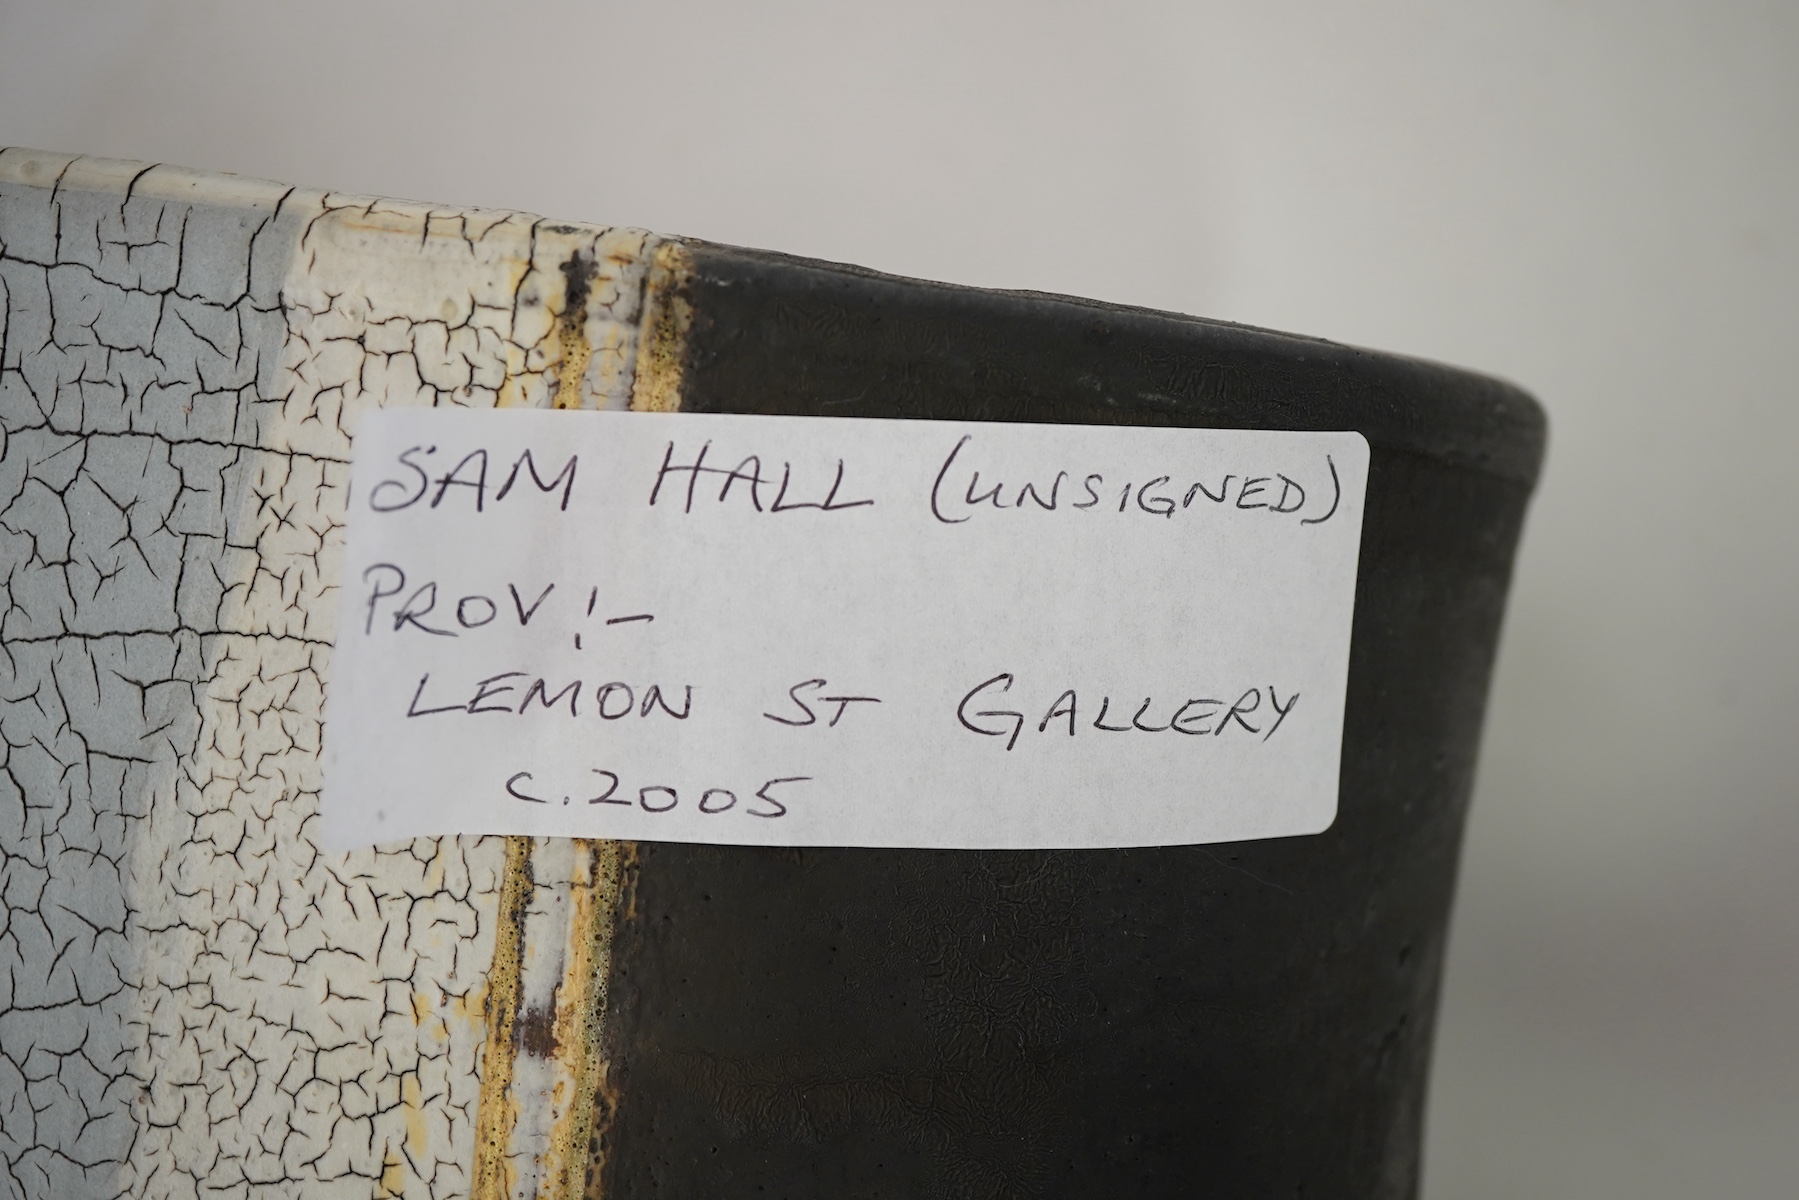 SAM HALL (UNSIGNED)
PROV:-
LEMON ST GALLERY
c.2005